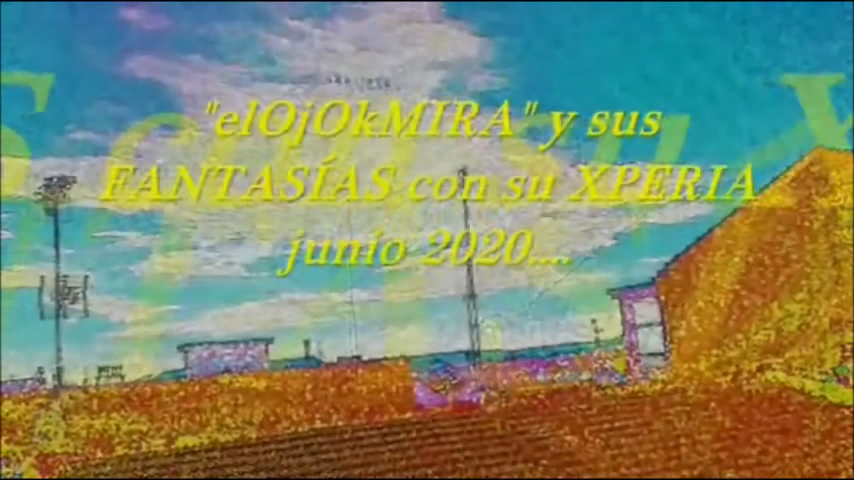 "elOjOkMIRA" y sus
FANTASÍAS con su XPERIA
junio 2020....